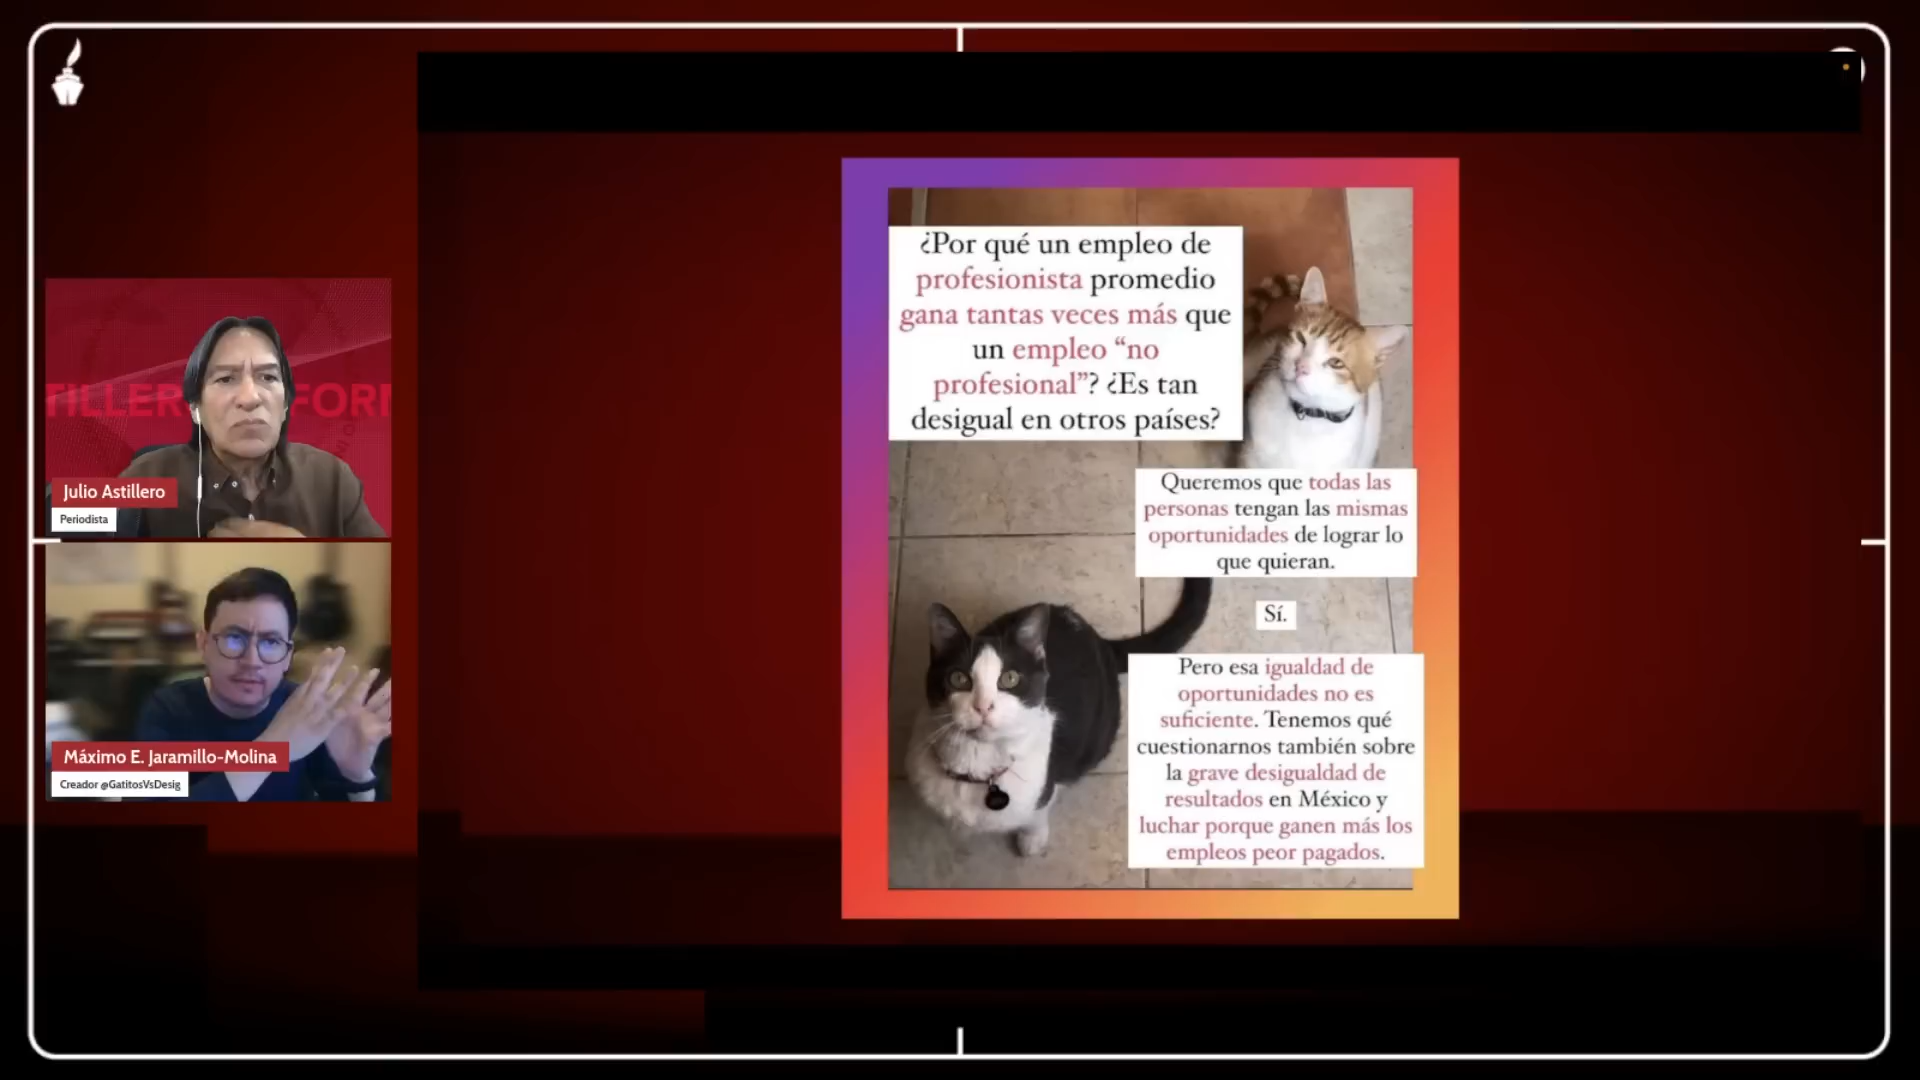 TILLER
FORM
Julio Astillero
Periodista
Máximo E. Jaramillo-Molina
Creador @GatitosVsDesig
¿Por qué un empleo de
profesionista promedio
gana tantas veces más que
un empleo “no
profesional”? ¿Es tan
desigual en otros países?
Queremos que todas las
personas tengan las mismas
oportunidades de lograr lo
que quieran.
Sí.
Pero esa igualdad de
oportunidades no es
suficiente. Tenemos qué
cuestionarnos también sobre
la grave desigualdad de
resultados en México y
luchar porque ganen más los
empleos peor pagados.